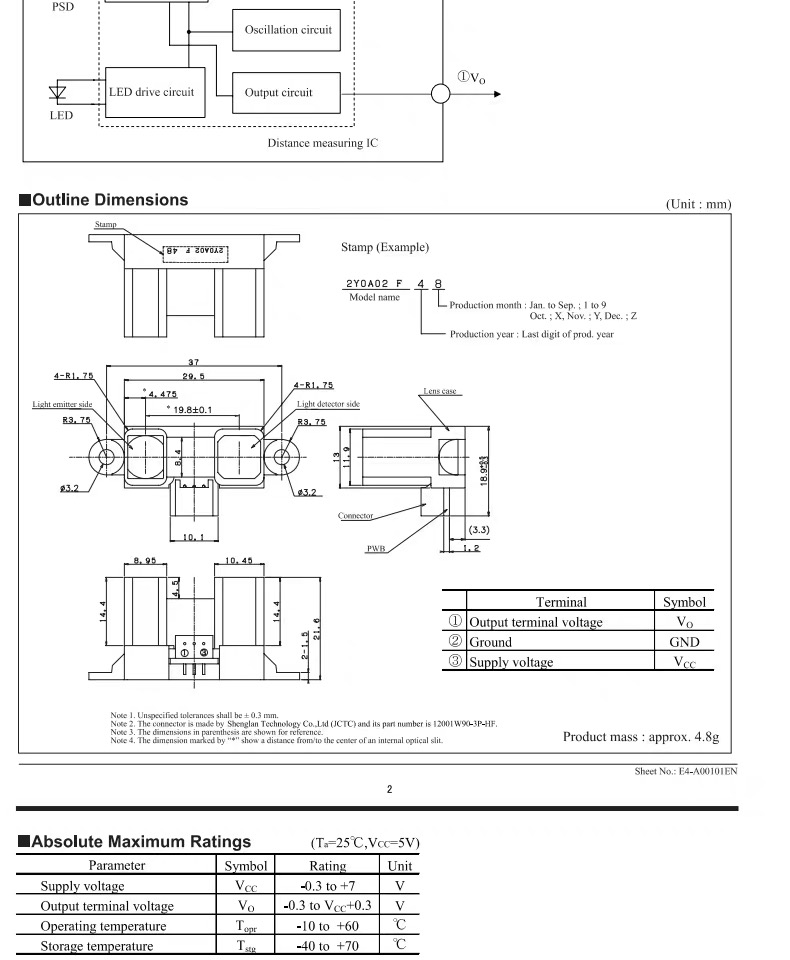 PSD
Oscillation circuit
①VO
LED drive circuit
Output circuit
LED
Distance measuring IC
■Outline Dimensions
(Unit : mm)
Stamp
2Y0A02 F 48
Stamp (Example)
2Y0A02 F 4 8
Model name
Production month : Jan. to Sep. ; 1 to 9
Oct. ; X, Nov. ; Y, Dec. ; Z
Production year : Last digit of prod. year
37
4-R1.75
29.5
4-R1.75
* 4.475
Lens case
Light emitter side
* 19.8±0.1
Light detector side
R3.75
R3.75
8.4
13
11.9
18.9
ø3.2
ø3.2
Connector
(3.3)
10.1
PWB
1.2
8.95
10.45
4.5
14.4
14.4
21.6
2-1.5
① ③
Terminal Symbol
① Output terminal voltage VO
② Ground GND
③ Supply voltage VCC
Note 1. Unspecified tolerances shall be ± 0.3 mm.
Note 2. The connector is made by Shenglan Technology Co.,Ltd (JCTC) and its part number is 12001W90-3P-HF.
Note 3. The dimensions in parenthesis are shown for reference.
Note 4. The dimension marked by "*" show a distance from/to the center of an internal optical slit.
Product mass : approx. 4.8g
Sheet No.: E4-A00101EN
2
■Absolute Maximum Ratings (Ta=25℃,VCC=5V)
Parameter Symbol Rating Unit
Supply voltage VCC -0.3 to +7 V
Output terminal voltage VO -0.3 to VCC+0.3 V
Operating temperature Topr -10 to +60 ℃
Storage temperature Tstg -40 to +70 ℃